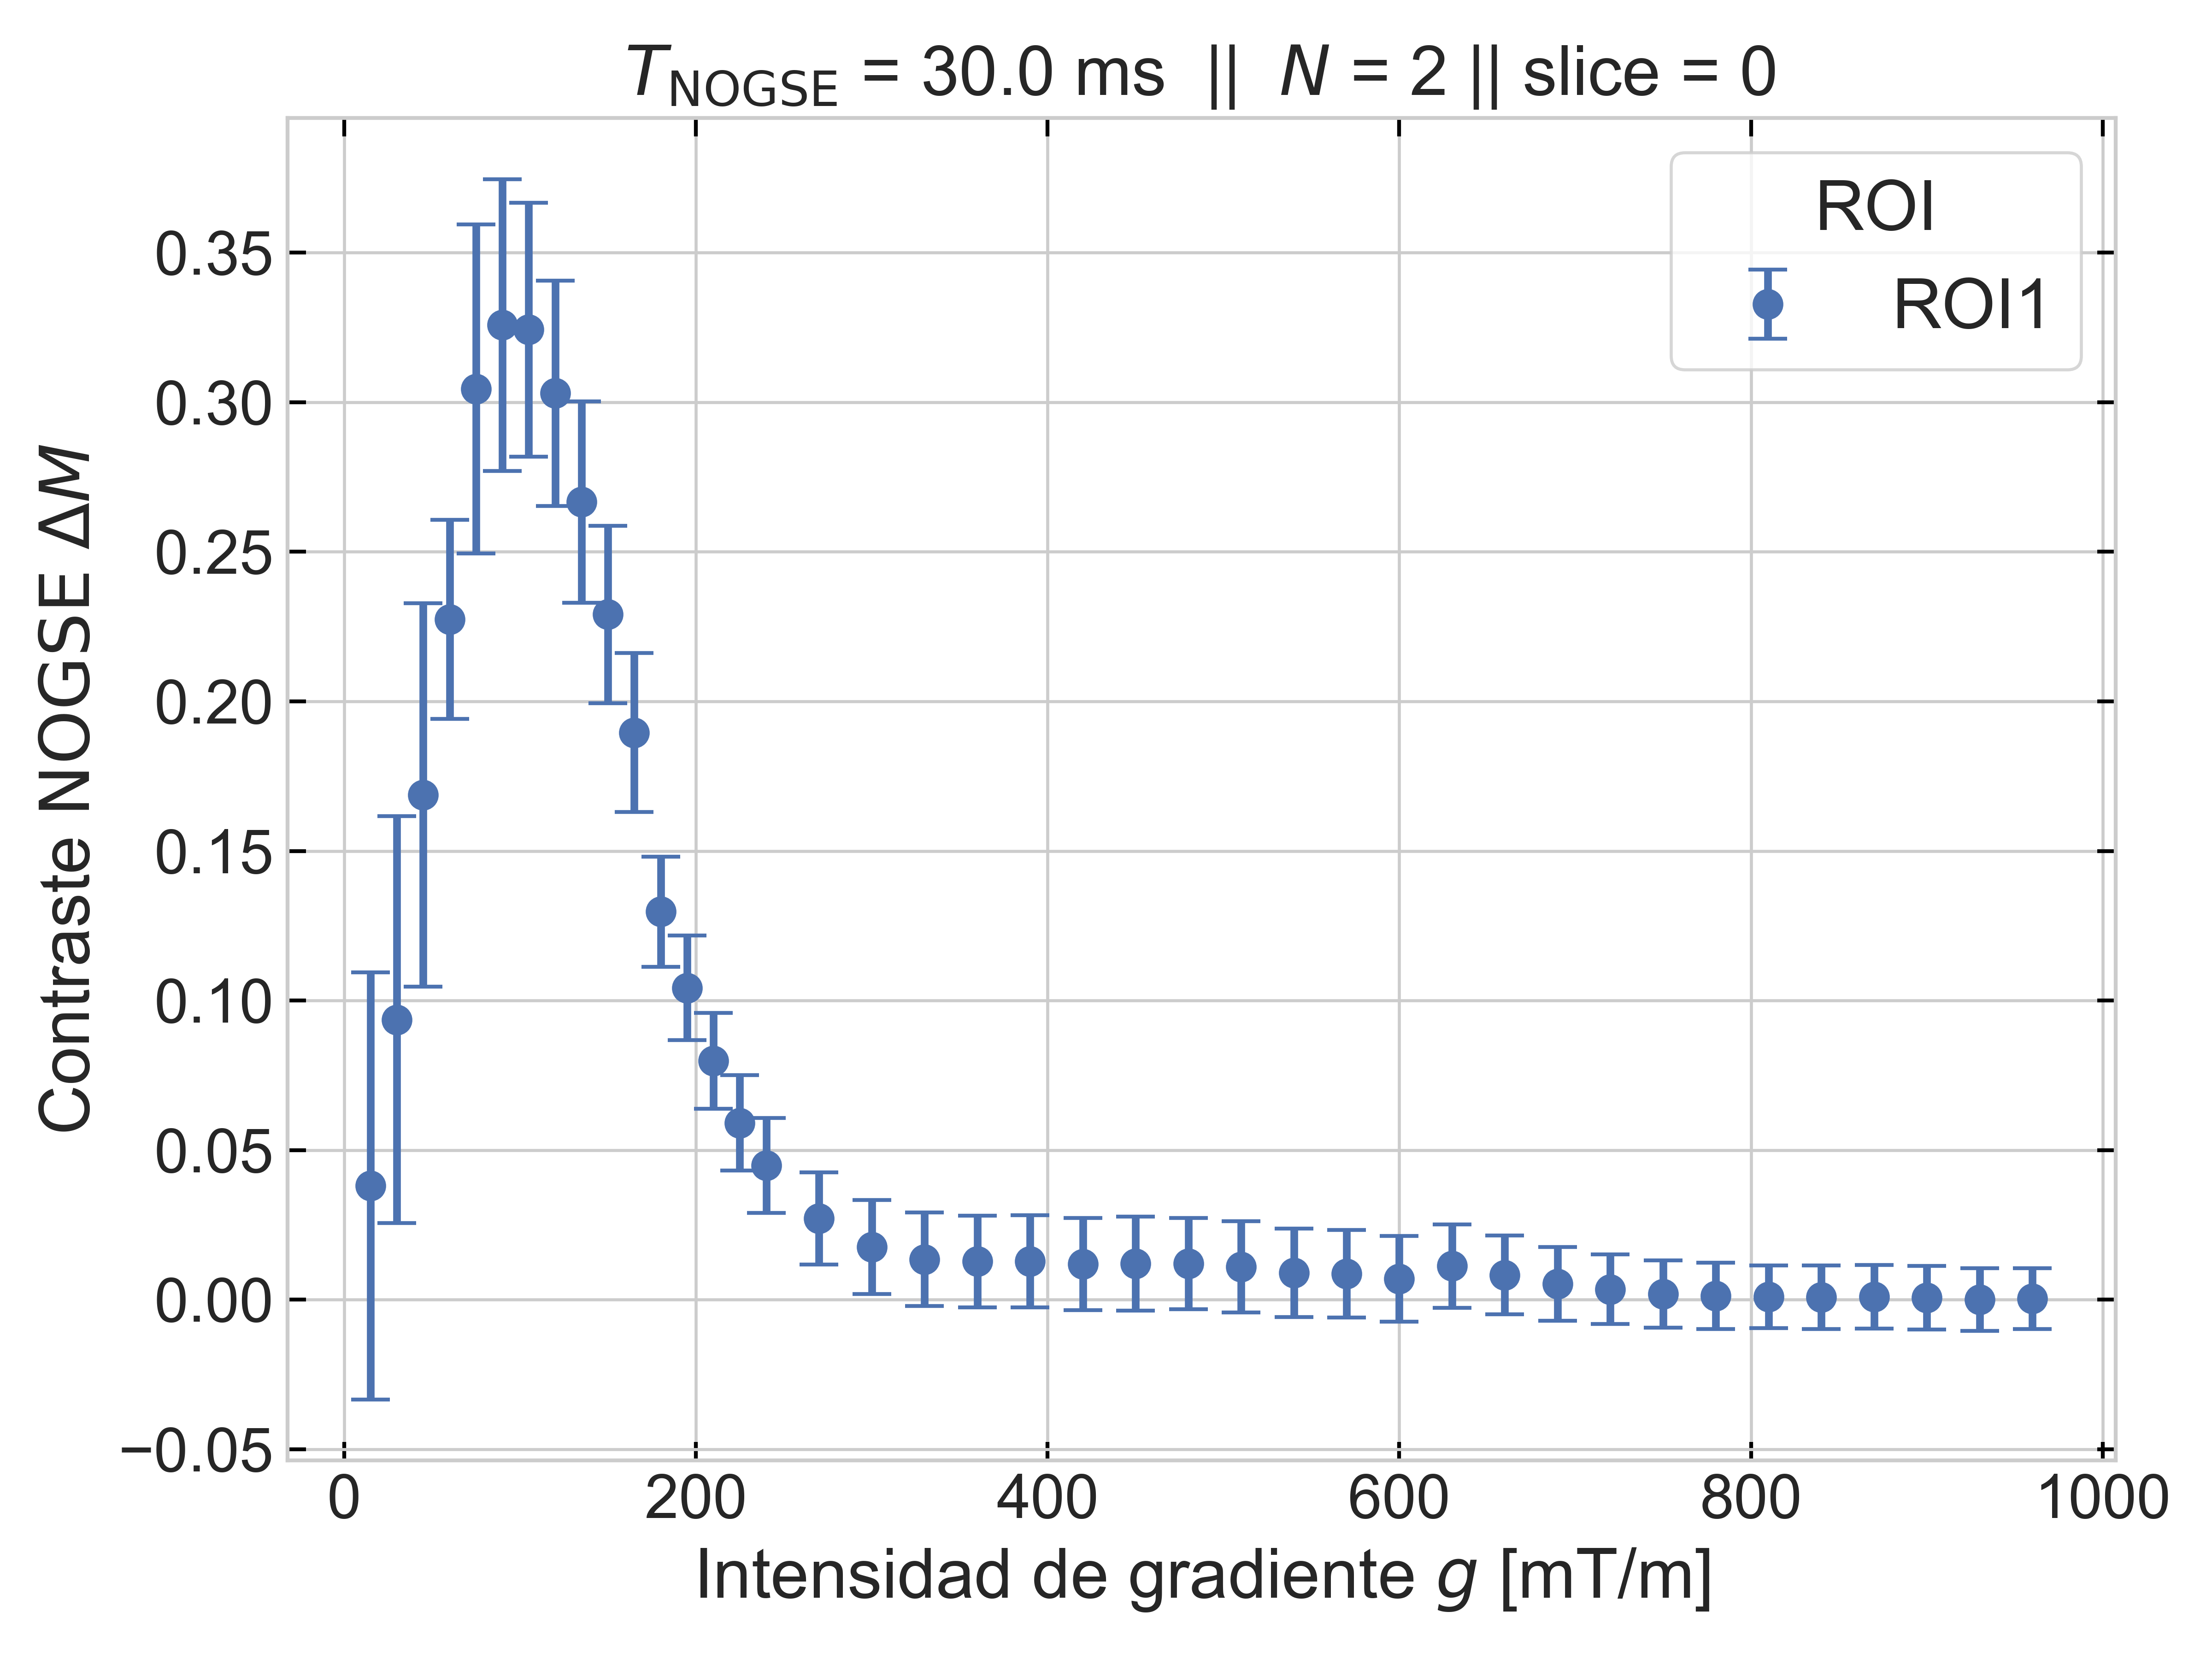 T_NOGSE = 30.0 ms || N = 2 || slice = 0
ROI
ROI1
Contraste NOGSE ΔM
0.35
0.30
0.25
0.20
0.15
0.10
0.05
0.00
−0.05
0 200 400 600 800 1000
Intensidad de gradiente g [mT/m]